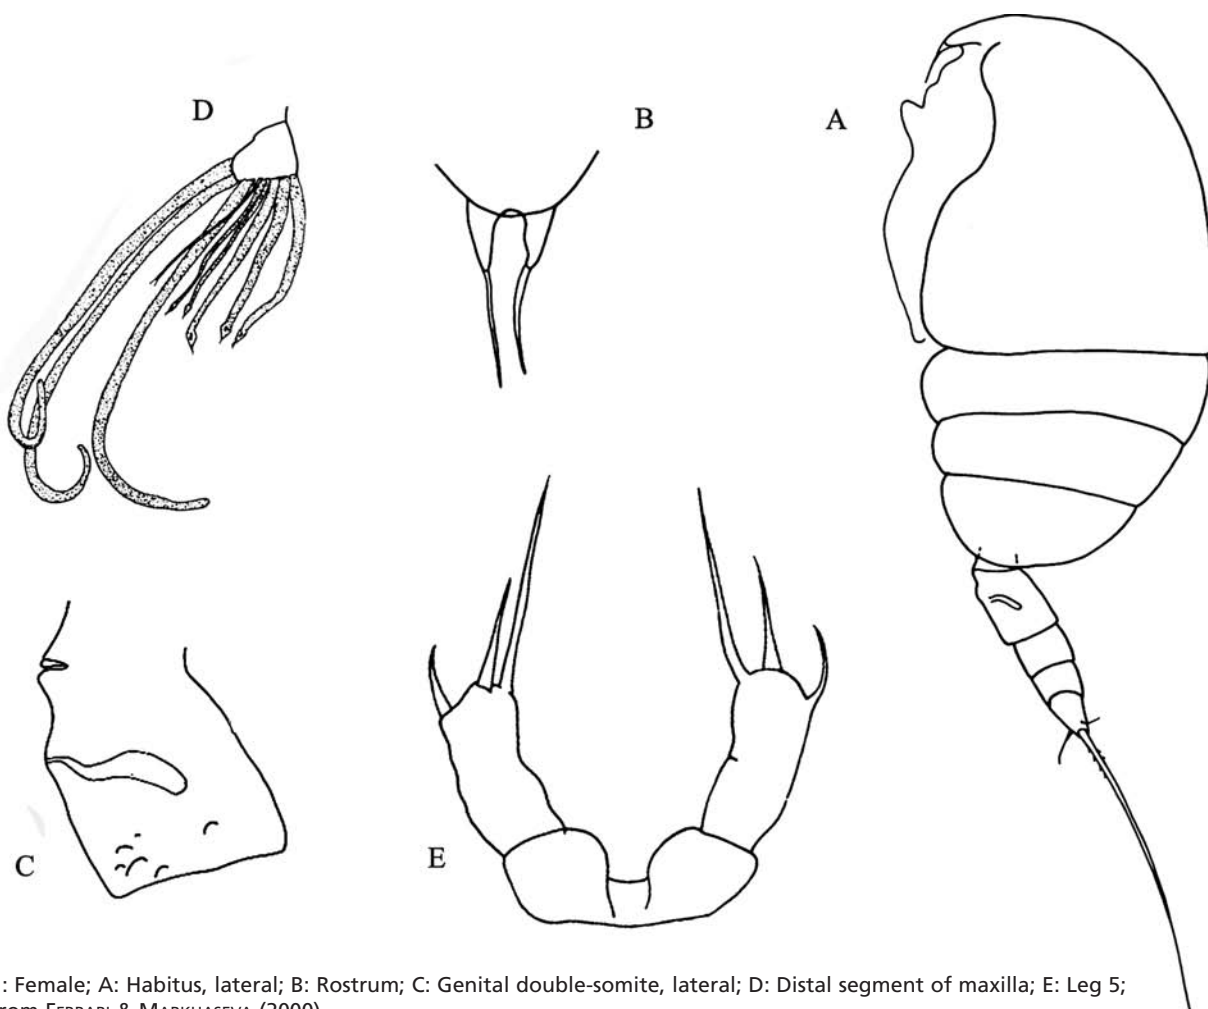 D
B
A
C
E
: Female; A: Habitus, lateral; B: Rostrum; C: Genital double-somite, lateral; D: Distal segment of maxilla; E: Leg 5;